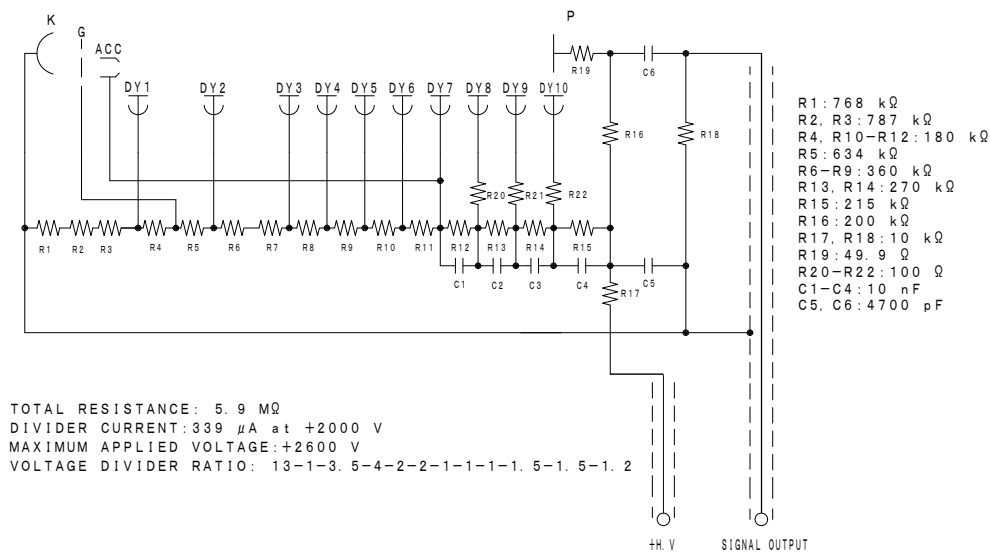 K
G
ACC
P
DY1 DY2 DY3 DY4 DY5 DY6 DY7 DY8 DY9 DY10
R19
C6
R16
R18
R20
R21
R22
R1 R2 R3 R4 R5 R6 R7 R8 R9 R10 R11 R12 R13 R14 R15
C1 C2 C3 C4 C5
R17
R1:768 kΩ
R2, R3:787 kΩ
R4, R10-R12:180 kΩ
R5:634 kΩ
R6-R9:360 kΩ
R13, R14:270 kΩ
R15:215 kΩ
R16:200 kΩ
R17, R18:10 kΩ
R19:49.9 Ω
R20-R22:100 Ω
C1-C4:10 nF
C5, C6:4700 pF
TOTAL RESISTANCE: 5.9 MΩ
DIVIDER CURRENT:339 μA at +2000 V
MAXIMUM APPLIED VOLTAGE:+2600 V
VOLTAGE DIVIDER RATIO: 13-1-3.5-4-2-2-1-1-1-1.5-1.5-1.2
+H.V
SIGNAL OUTPUT